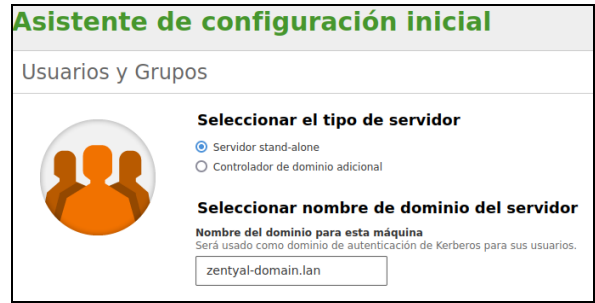 Asistente de configuración inicial
Usuarios y Grupos
Seleccionar el tipo de servidor
Servidor stand-alone
Controlador de dominio adicional
Seleccionar nombre de dominio del servidor
Nombre del dominio para esta máquina
Será usado como dominio de autenticación de Kerberos para sus usuarios.
zentyal-domain.lan